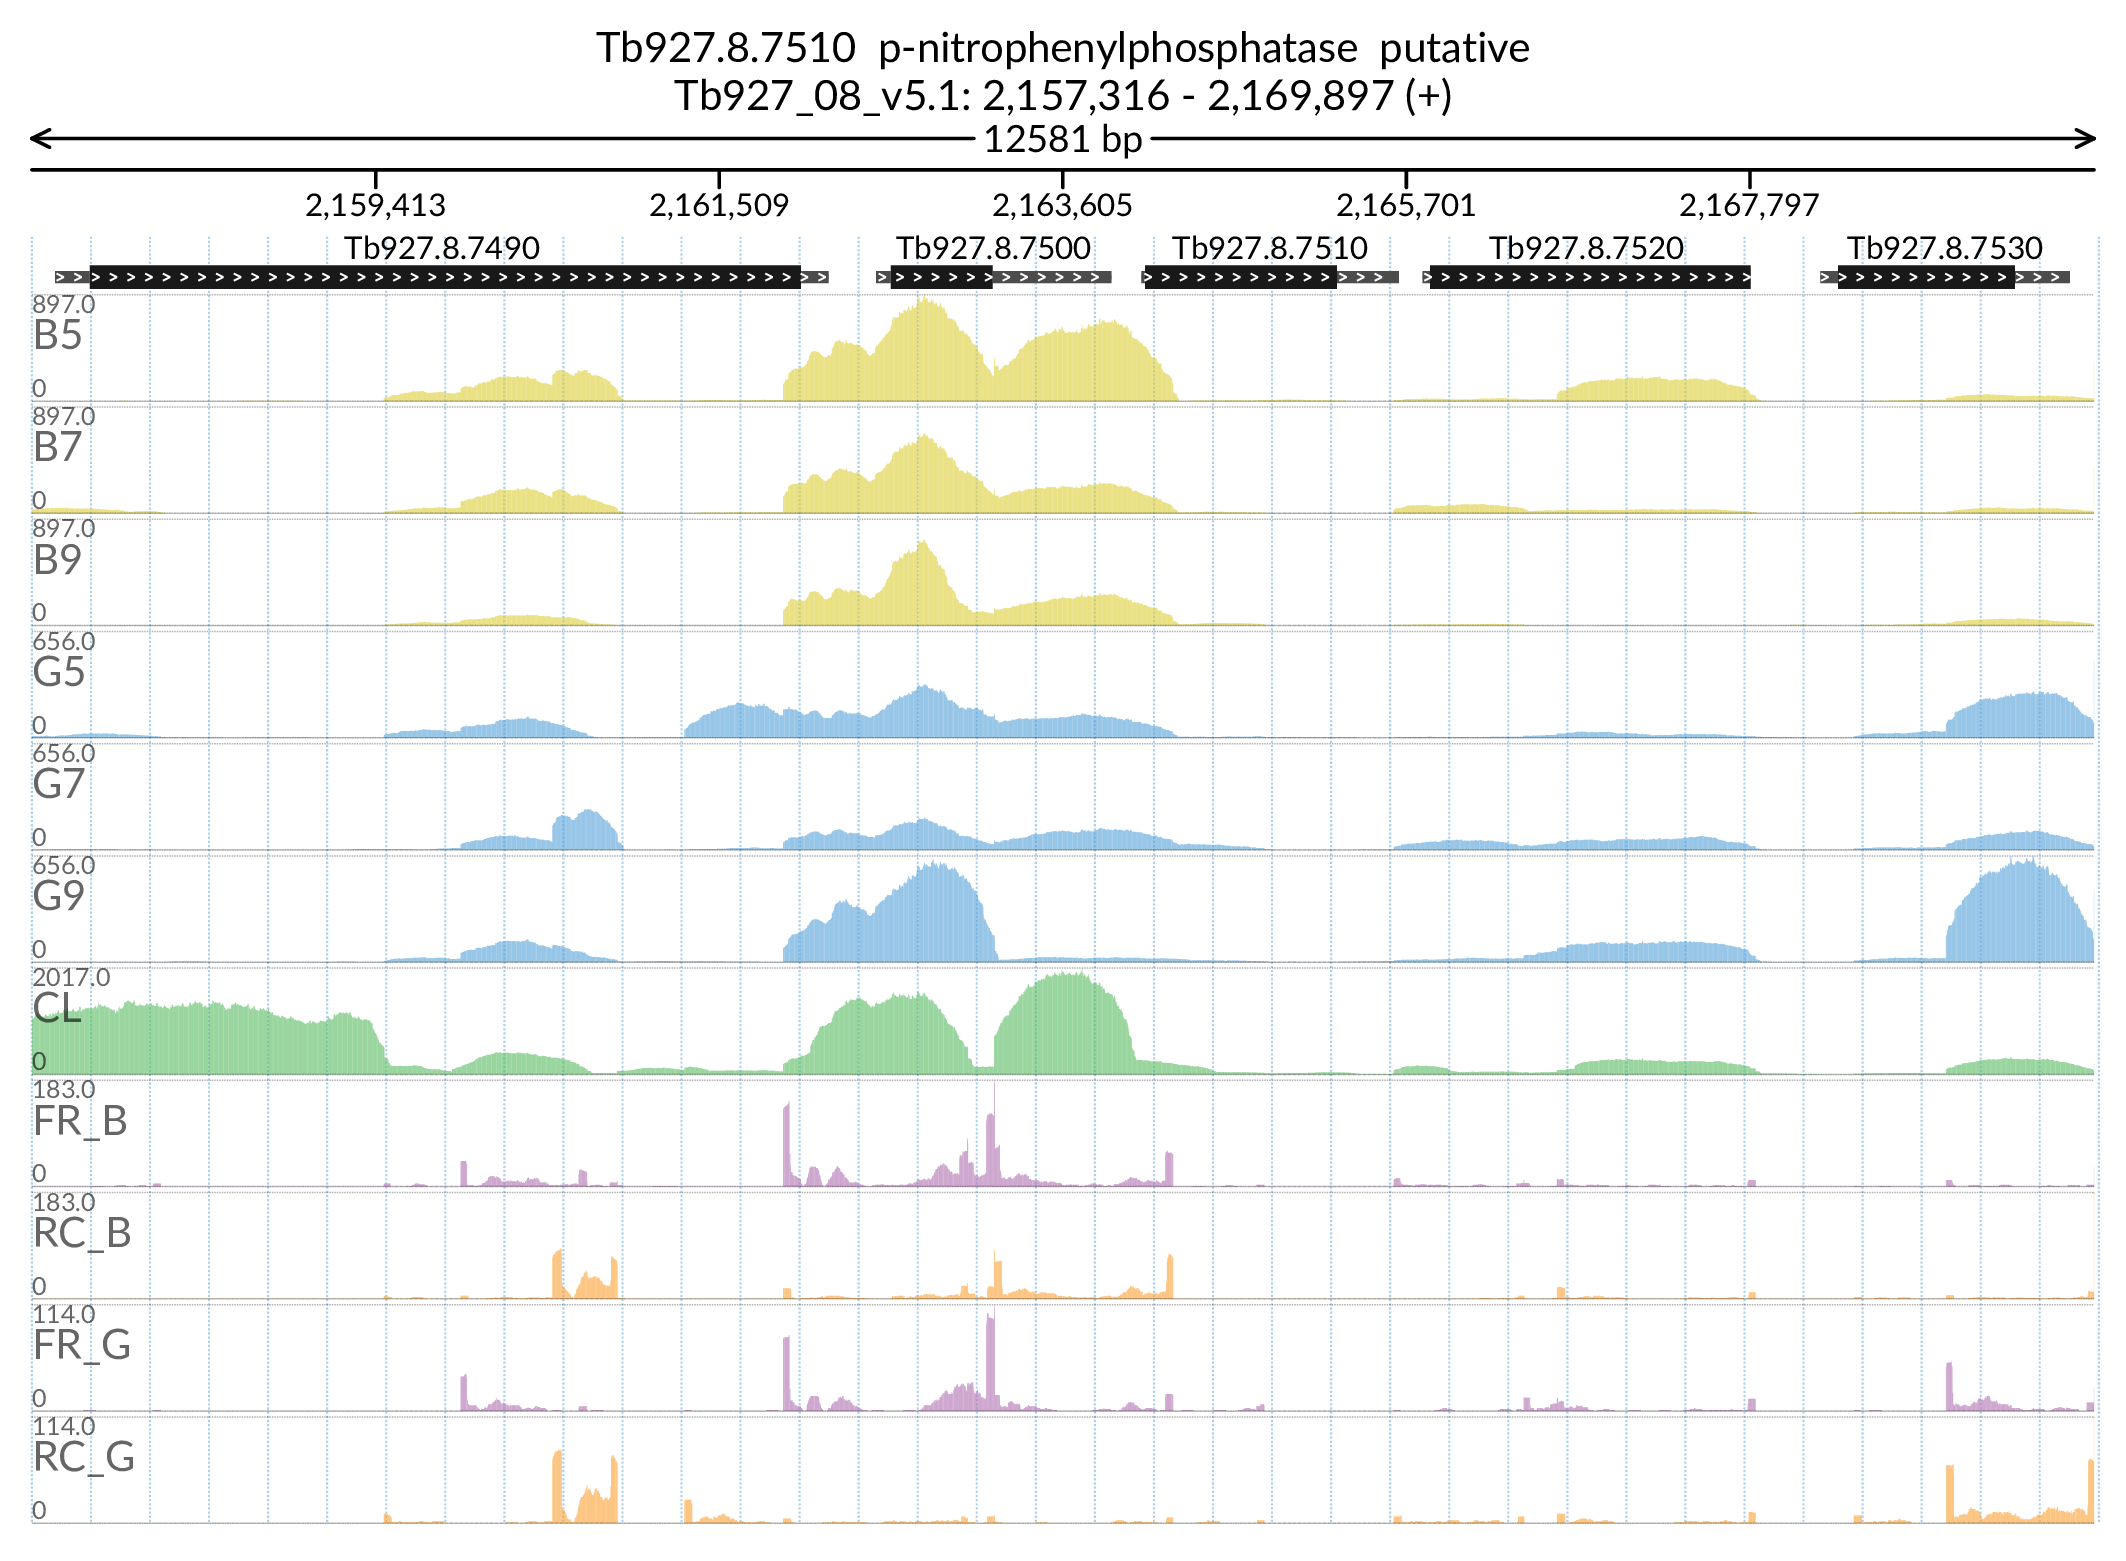 Tb927.8.7510  p-nitrophenylphosphatase  putative
Tb927_08_v5.1: 2,157,316 - 2,169,897 (+)
12581 bp
2,159,413 2,161,509 2,163,605 2,165,701 2,167,797
Tb927.8.7490 Tb927.8.7500 Tb927.8.7510 Tb927.8.7520 Tb927.8.7530
897.0
B5
0
897.0
B7
0
897.0
B9
0
656.0
G5
0
656.0
G7
0
656.0
G9
0
2017.0
CL
0
183.0
FR_B
0
183.0
RC_B
0
114.0
FR_G
0
114.0
RC_G
0